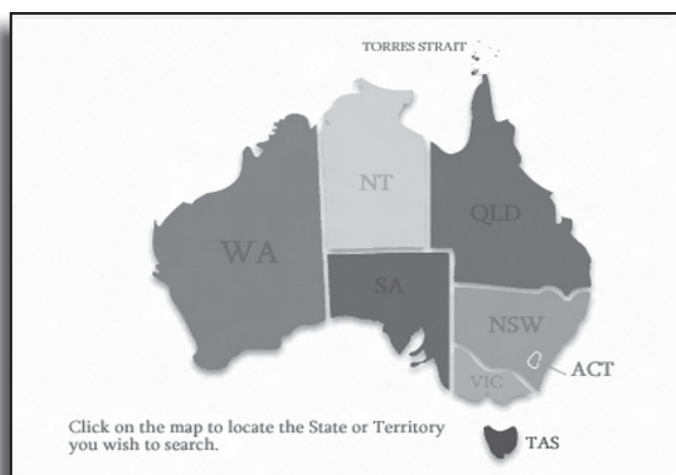 TORRES STRAIT
NT
QLD
WA
SA
NSW
ACT
VIC
Click on the map to locate the State or Territory
you wish to search.
TAS